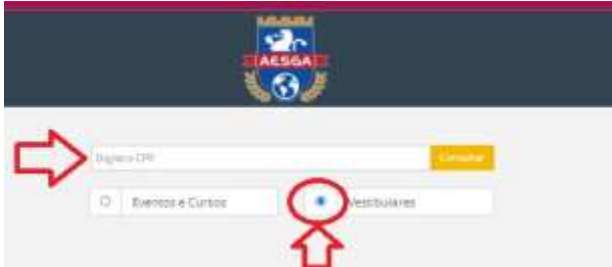 AESGA
Digite o CPF
Consultar
Eventos e Cursos
Vestibulares